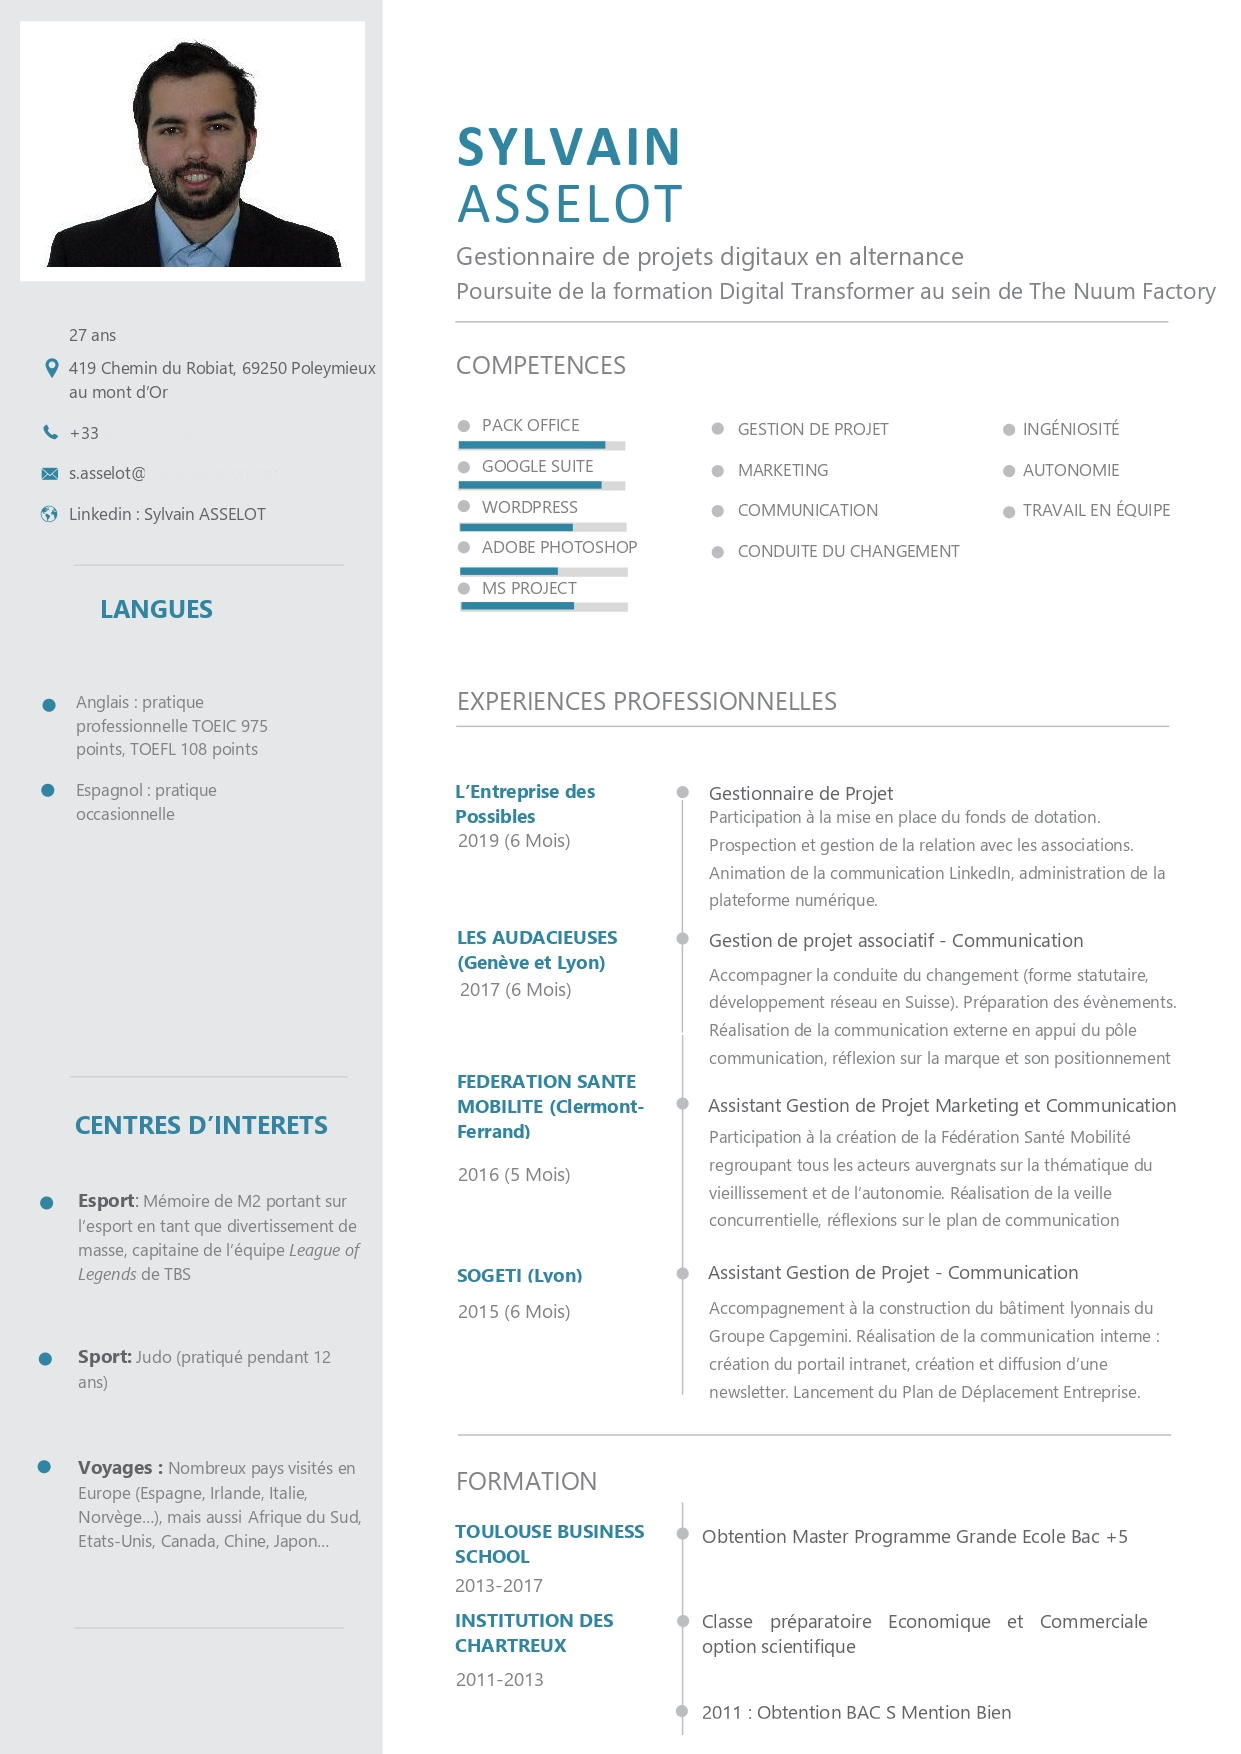 SYLVAIN
ASSELOT
Gestionnaire de projets digitaux en alternance
Poursuite de la formation Digital Transformer au sein de The Nuum Factory
27 ans
419 Chemin du Robiat, 69250 Poleymieux
au mont d’Or
+33
s.asselot@
Linkedin : Sylvain ASSELOT
LANGUES
Anglais : pratique
professionnelle TOEIC 975
points, TOEFL 108 points
Espagnol : pratique
occasionnelle
CENTRES D’INTERETS
Esport: Mémoire de M2 portant sur
l’esport en tant que divertissement de
masse, capitaine de l’équipe League of
Legends de TBS
Sport: Judo (pratiqué pendant 12
ans)
Voyages : Nombreux pays visités en
Europe (Espagne, Irlande, Italie,
Norvège…), mais aussi Afrique du Sud,
Etats-Unis, Canada, Chine, Japon…
COMPETENCES
PACK OFFICE
GOOGLE SUITE
WORDPRESS
ADOBE PHOTOSHOP
MS PROJECT
GESTION DE PROJET
MARKETING
COMMUNICATION
CONDUITE DU CHANGEMENT
INGÉNIOSITÉ
AUTONOMIE
TRAVAIL EN ÉQUIPE
EXPERIENCES PROFESSIONNELLES
L’Entreprise des
Possibles
2019 (6 Mois)
Gestionnaire de Projet
Participation à la mise en place du fonds de dotation.
Prospection et gestion de la relation avec les associations.
Animation de la communication LinkedIn, administration de la
plateforme numérique.
LES AUDACIEUSES
(Genève et Lyon)
2017 (6 Mois)
Gestion de projet associatif - Communication
Accompagner la conduite du changement (forme statutaire,
développement réseau en Suisse). Préparation des évènements.
Réalisation de la communication externe en appui du pôle
communication, réflexion sur la marque et son positionnement
FEDERATION SANTE
MOBILITE (Clermont-
Ferrand)
2016 (5 Mois)
Assistant Gestion de Projet Marketing et Communication
Participation à la création de la Fédération Santé Mobilité
regroupant tous les acteurs auvergnats sur la thématique du
vieillissement et de l’autonomie. Réalisation de la veille
concurrentielle, réflexions sur le plan de communication
SOGETI (Lyon)
2015 (6 Mois)
Assistant Gestion de Projet - Communication
Accompagnement à la construction du bâtiment lyonnais du
Groupe Capgemini. Réalisation de la communication interne :
création du portail intranet, création et diffusion d’une
newsletter. Lancement du Plan de Déplacement Entreprise.
FORMATION
TOULOUSE BUSINESS
SCHOOL
2013-2017
Obtention Master Programme Grande Ecole Bac +5
INSTITUTION DES
CHARTREUX
2011-2013
Classe préparatoire Economique et Commerciale
option scientifique
2011 : Obtention BAC S Mention Bien